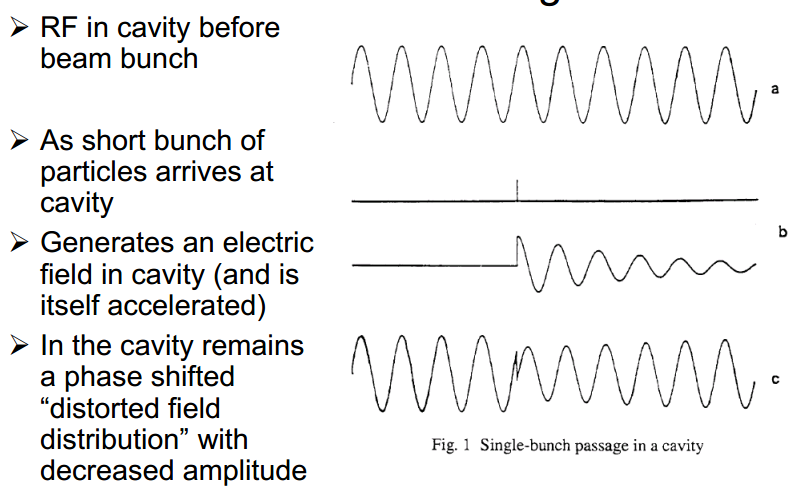 ➢ RF in cavity before
beam bunch
➢ As short bunch of
particles arrives at
cavity
➢ Generates an electric
field in cavity (and is
itself accelerated)
➢ In the cavity remains
a phase shifted
“distorted field
distribution” with
decreased amplitude
a
b
c
Fig. 1 Single-bunch passage in a cavity